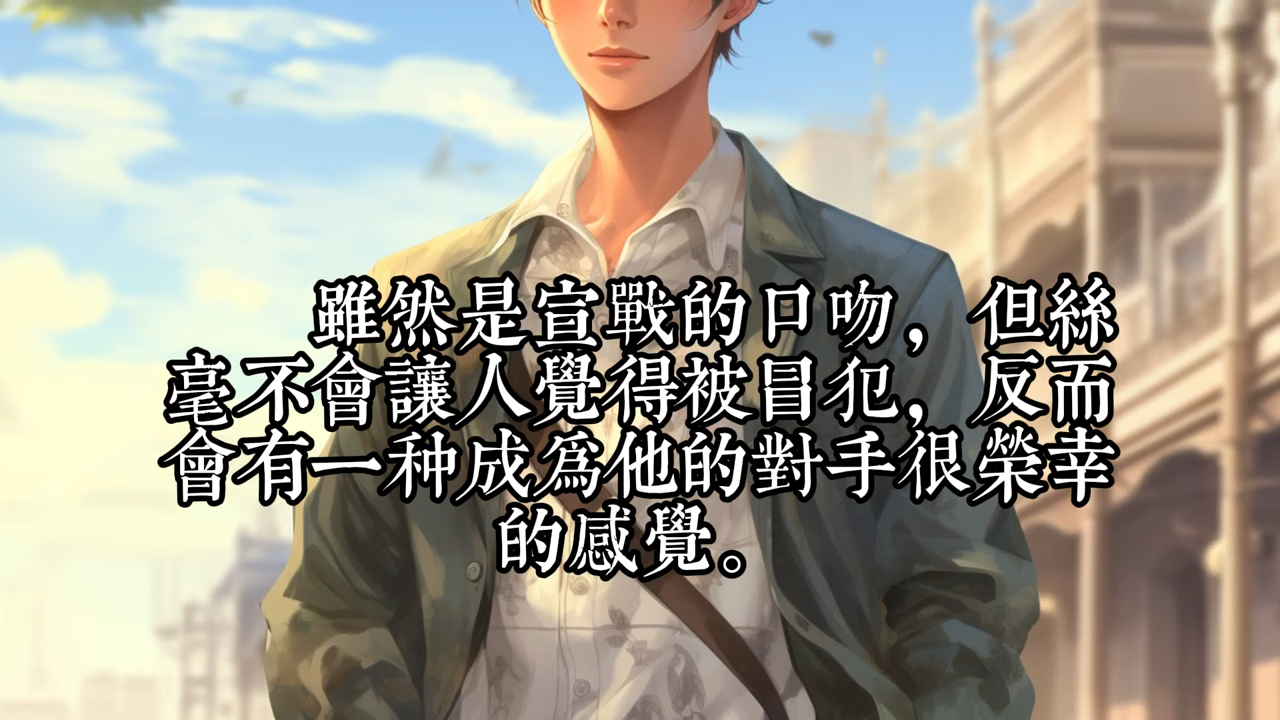 雖然是宣戰的口吻，但絲
毫不會讓人覺得被冒犯，反而
會有一种成爲他的對手很榮幸
的感覺。